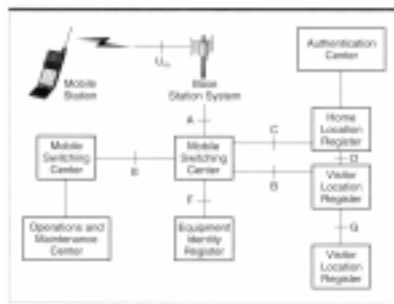 Authentication
Center
Um
Mobile
Station
Base
Station System
A
C
Home
Location
Register
D
Mobile
Switching
Center
E
Mobile
Switching
Center
B
Visitor
Location
Register
F
G
Operations and
Maintenance
Center
Equipment
Identity
Register
Visitor
Location
Register